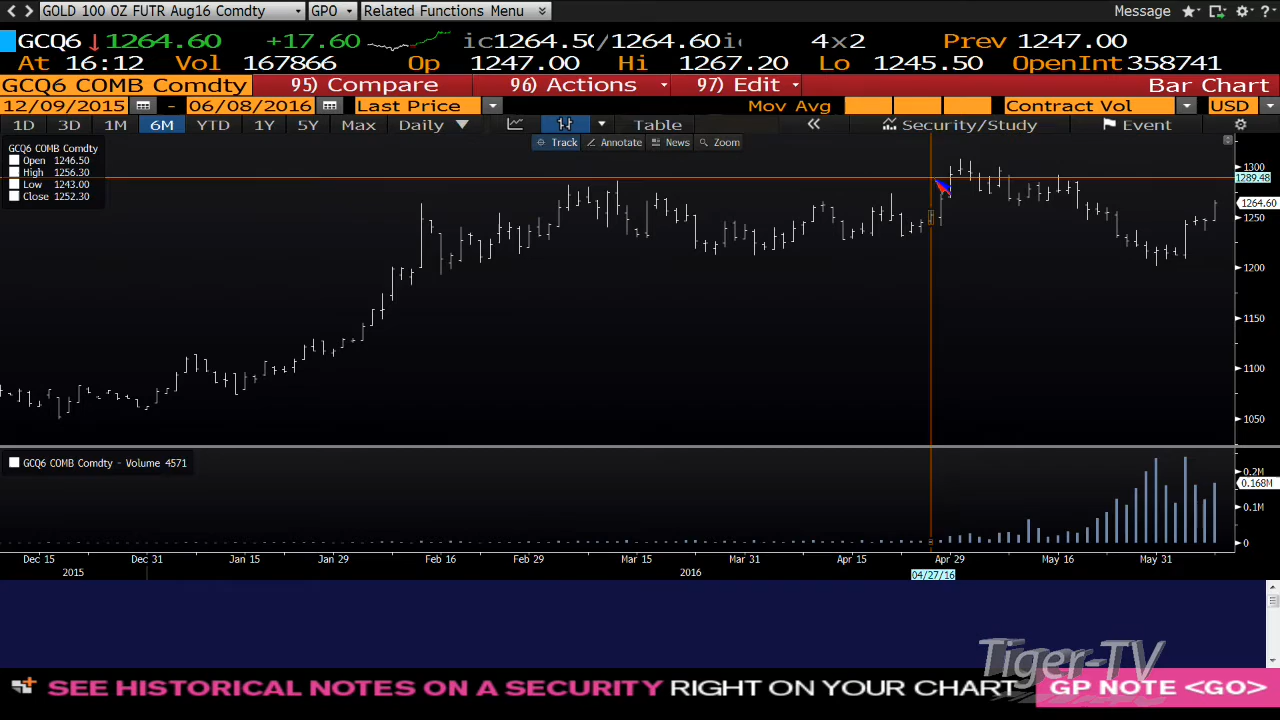 GOLD 100 OZ FUTR Aug16 Comdty GPO Related Functions Menu Message ?
GCQ6 1264.60 +17.60 1264.50/1264.60 4×2 Prev 1247.00
At 16:12 Vol 167866 Op 1247.00 Hi 1267.20 Lo 1245.50 OpenInt 358741
GCQ6 COMB Comdty 95) Compare 96) Actions 97) Edit Bar Chart
12/09/2015 - 06/08/2016 Last Price Mov Avg Contract Vol USD
1D 3D 1M 6M YTD 1Y 5Y Max Daily Table Security/Study Event
Track Annotate News Zoom
GCQ6 COMB Comdty
Open 1246.50
High 1256.30
Low 1243.00
Close 1252.30
1300
1289.48
1264.60
1250
1200
1150
1100
1050
GCQ6 COMB Comdty - Volume 4571
0.2M
0.168M
0.1M
0
Dec 15 Dec 31 Jan 15 Jan 29 Feb 16 Feb 29 Mar 15 Mar 31 Apr 15 Apr 29 May 16 May 31
2015 2016 04/27/16
Tiger-TV
SEE HISTORICAL NOTES ON A SECURITY RIGHT ON YOUR CHART GP NOTE <GO>